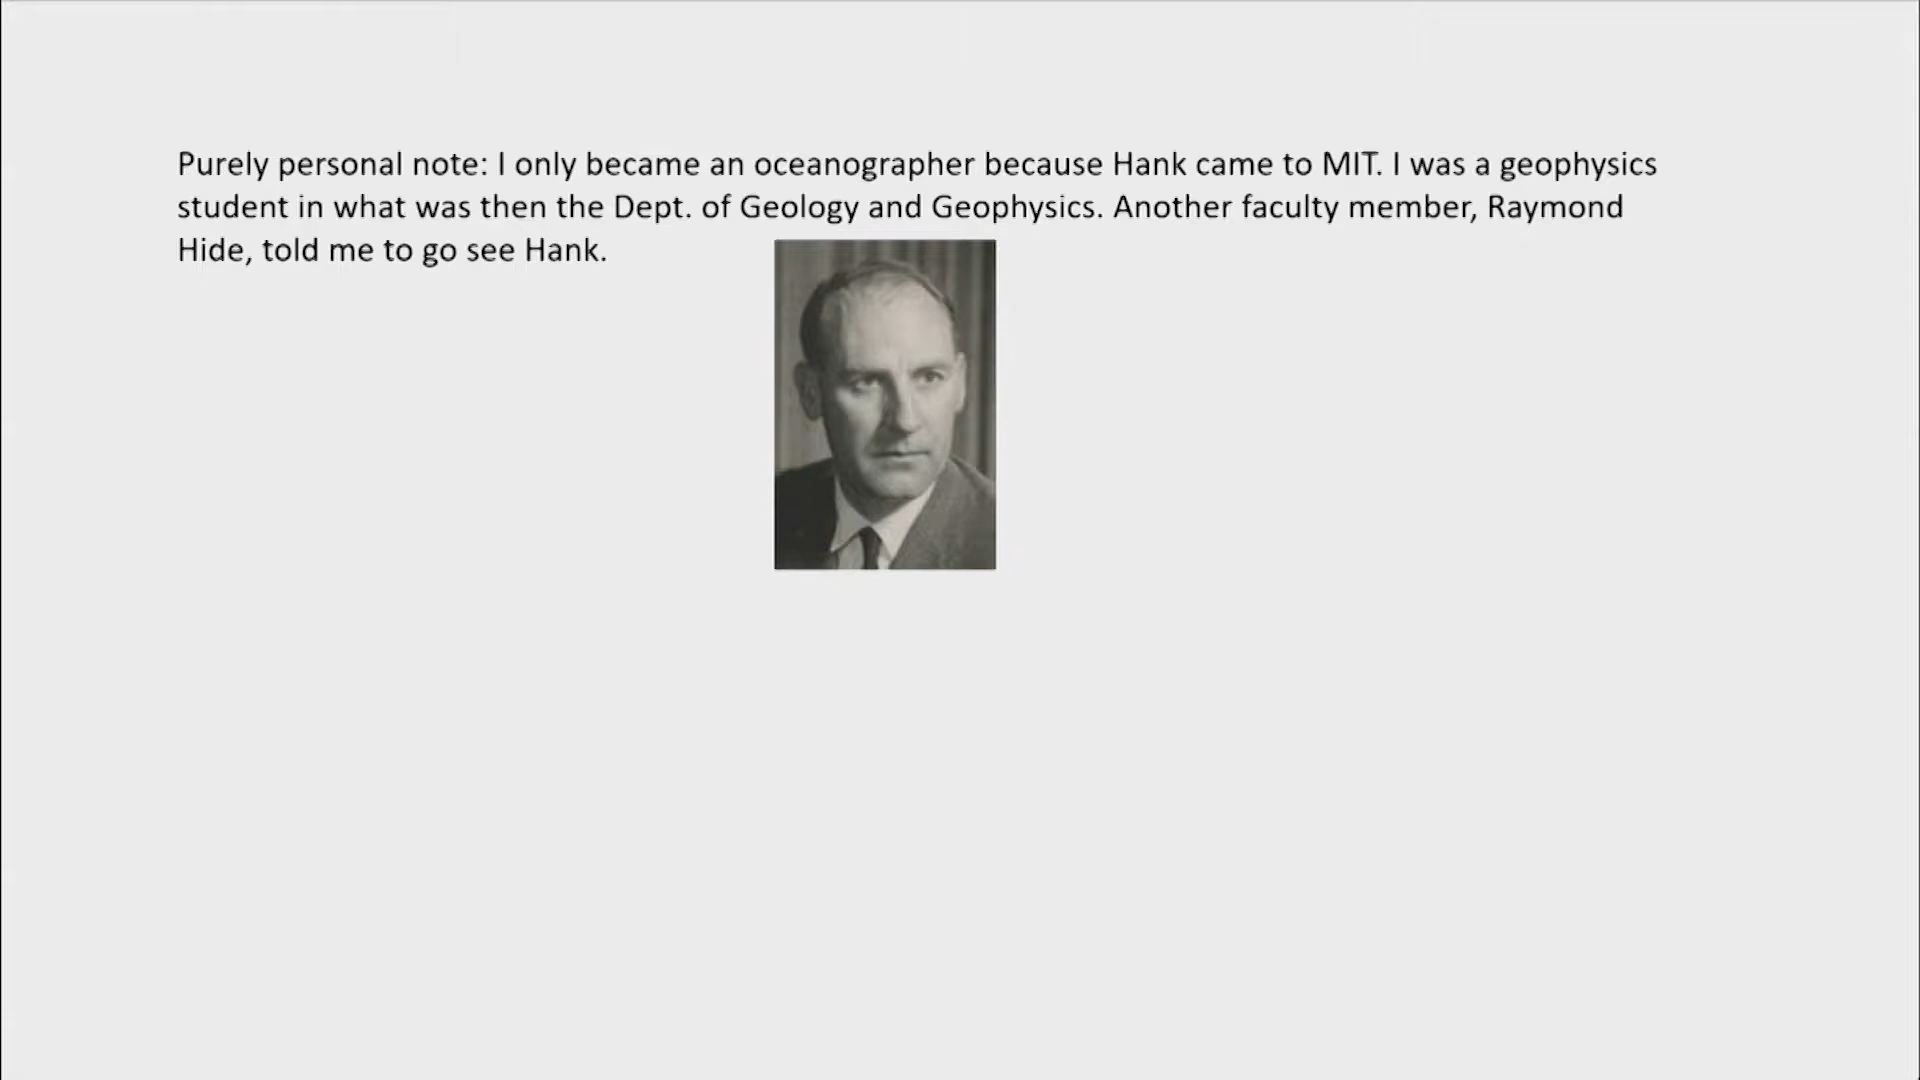 Purely personal note: I only became an oceanographer because Hank came to MIT. I was a geophysics
student in what was then the Dept. of Geology and Geophysics. Another faculty member, Raymond
Hide, told me to go see Hank.